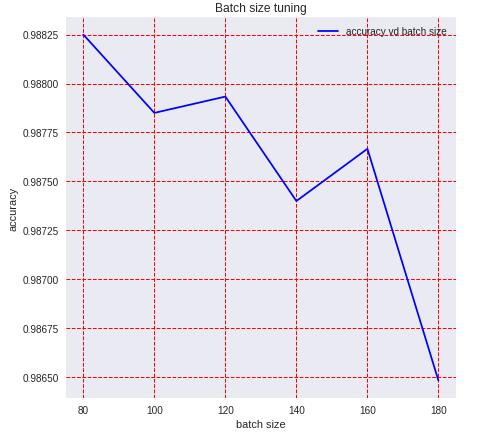 Batch size tuning
accuracy vd batch size
0.98825
0.98800
0.98775
0.98750
0.98725
0.98700
0.98675
0.98650
accuracy
80 100 120 140 160 180
batch size